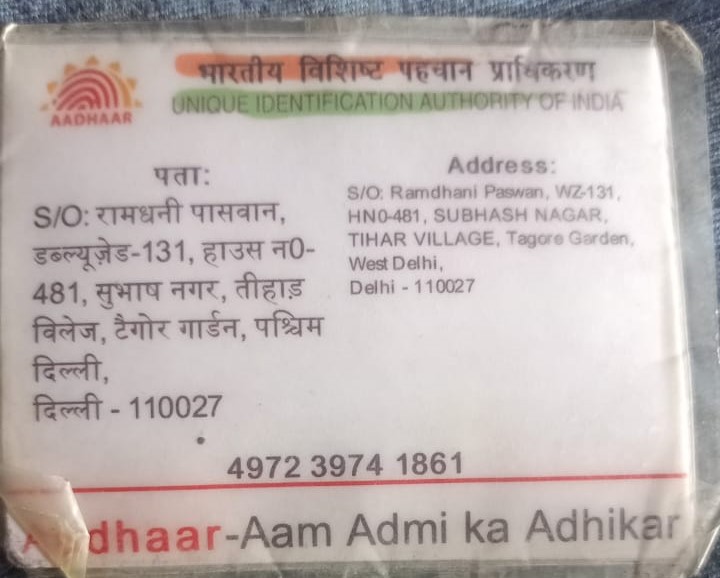 AADHAAR
भारतीय विशिष्ट पहचान प्राधिकरण
UNIQUE IDENTIFICATION AUTHORITY OF INDIA
पता:
S/O: रामधनी पासवान,
डब्ल्यूज़ेड-131, हाउस न0-
481, सुभाष नगर, तीहाड़
विलेज, टैगोर गार्डन, पश्चिम
दिल्ली,
दिल्ली - 110027
Address:
S/O: Ramdhani Paswan, WZ-131,
HN0-481, SUBHASH NAGAR,
TIHAR VILLAGE, Tagore Garden,
West Delhi,
Delhi - 110027
4972 3974 1861
Aadhaar-Aam Admi ka Adhikar